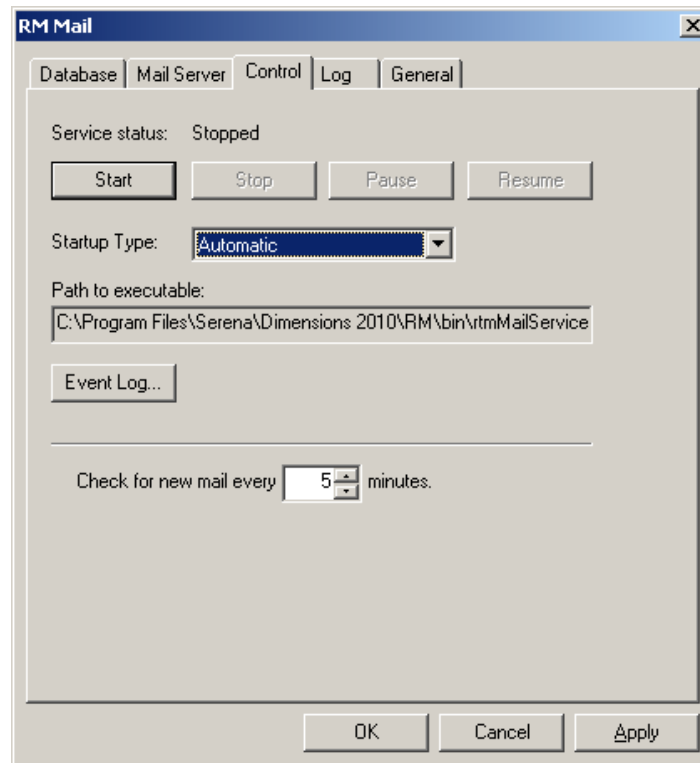 RM Mail
Database Mail Server Control Log General
Service status: Stopped
Start Stop Pause Resume
Startup Type: Automatic
Path to executable:
C:\Program Files\Serena\Dimensions 2010\RM\bin\rtmMailService
Event Log...
Check for new mail every 5 minutes.
OK Cancel Apply